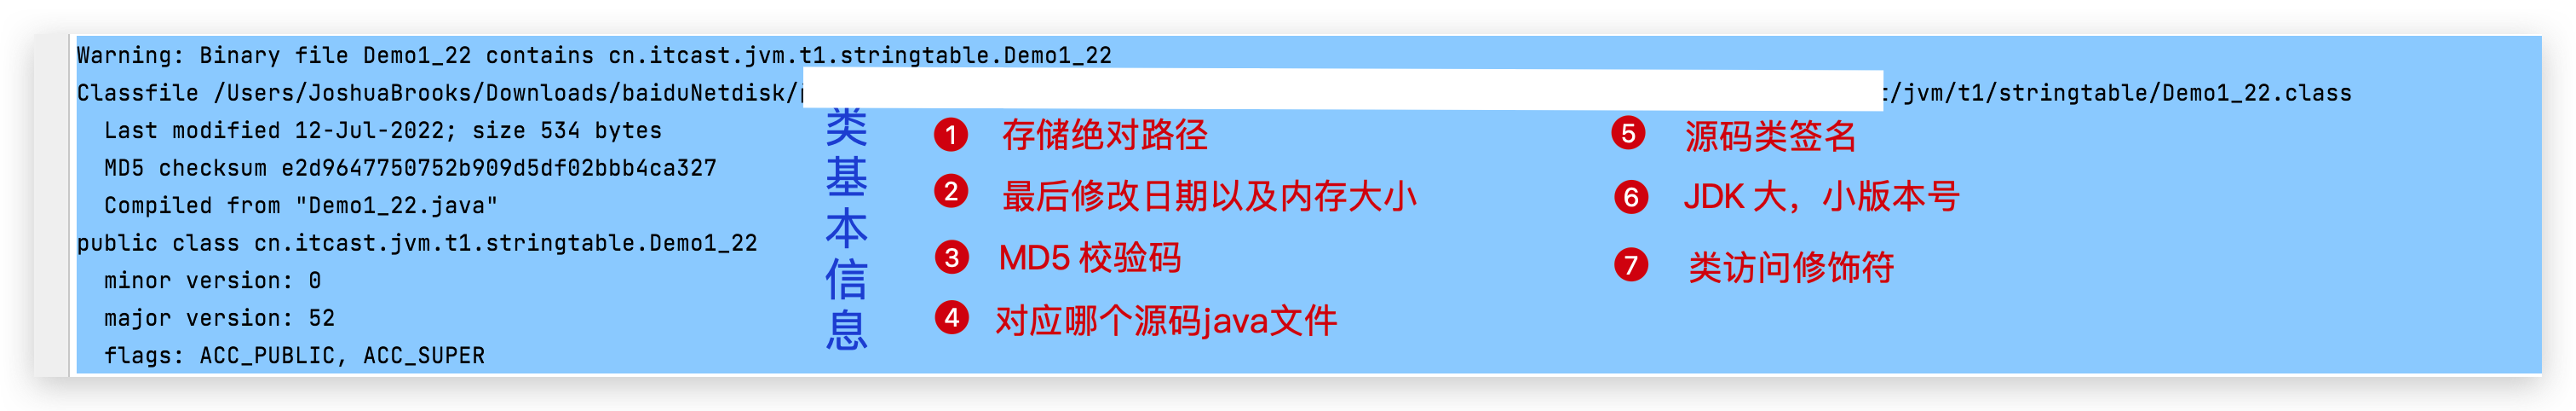 Warning: Binary file Demo1_22 contains cn.itcast.jvm.t1.stringtable.Demo1_22
Classfile /Users/JoshuaBrooks/Downloads/baiduNetdisk/ /jvm/t1/stringtable/Demo1_22.class
Last modified 12-Jul-2022; size 534 bytes
MD5 checksum e2d9647750752b909d5df02bbb4ca327
Compiled from "Demo1_22.java"
public class cn.itcast.jvm.t1.stringtable.Demo1_22
minor version: 0
major version: 52
flags: ACC_PUBLIC, ACC_SUPER
类基本信息
1 存储绝对路径
2 最后修改日期以及内存大小
3 MD5 校验码
4 对应哪个源码java文件
5 源码类签名
6 JDK 大，小版本号
7 类访问修饰符